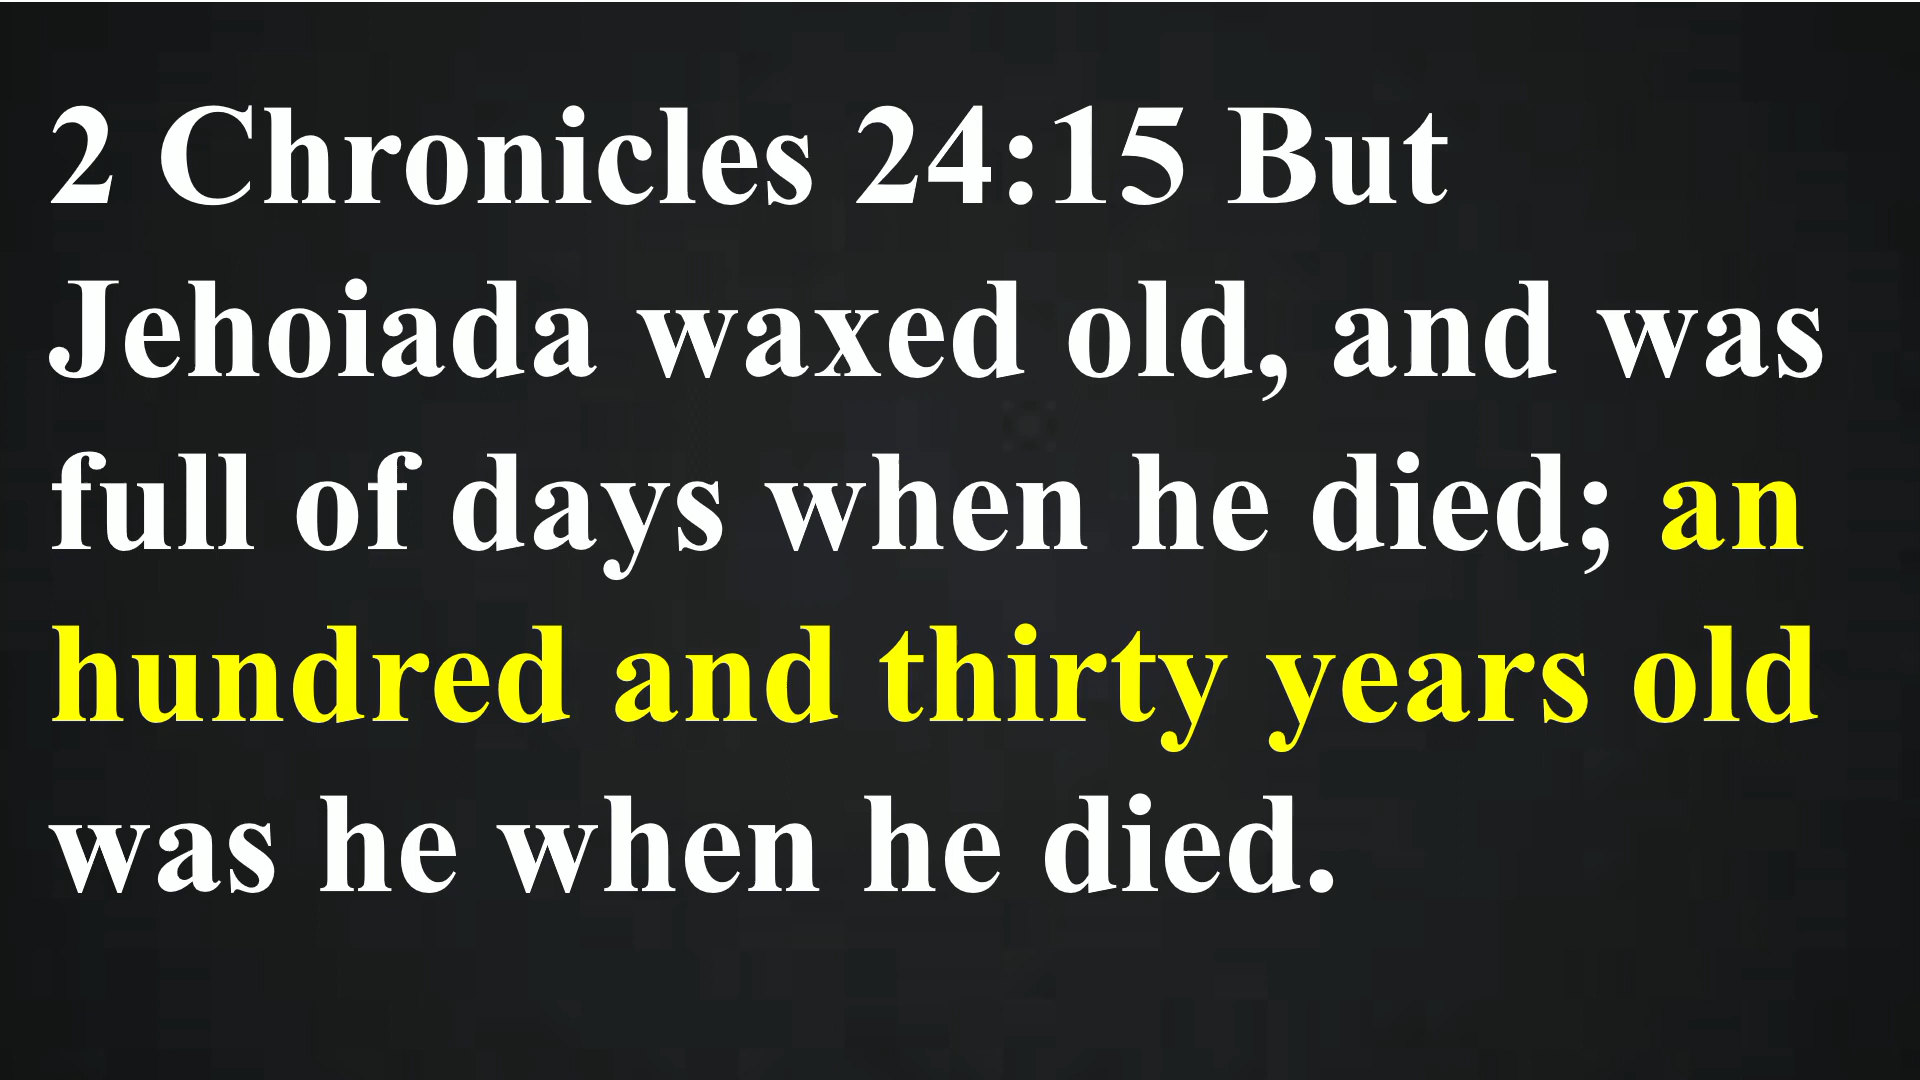 2 Chronicles 24:15 But
Jehoiada waxed old, and was
full of days when he died; an
hundred and thirty years old
was he when he died.